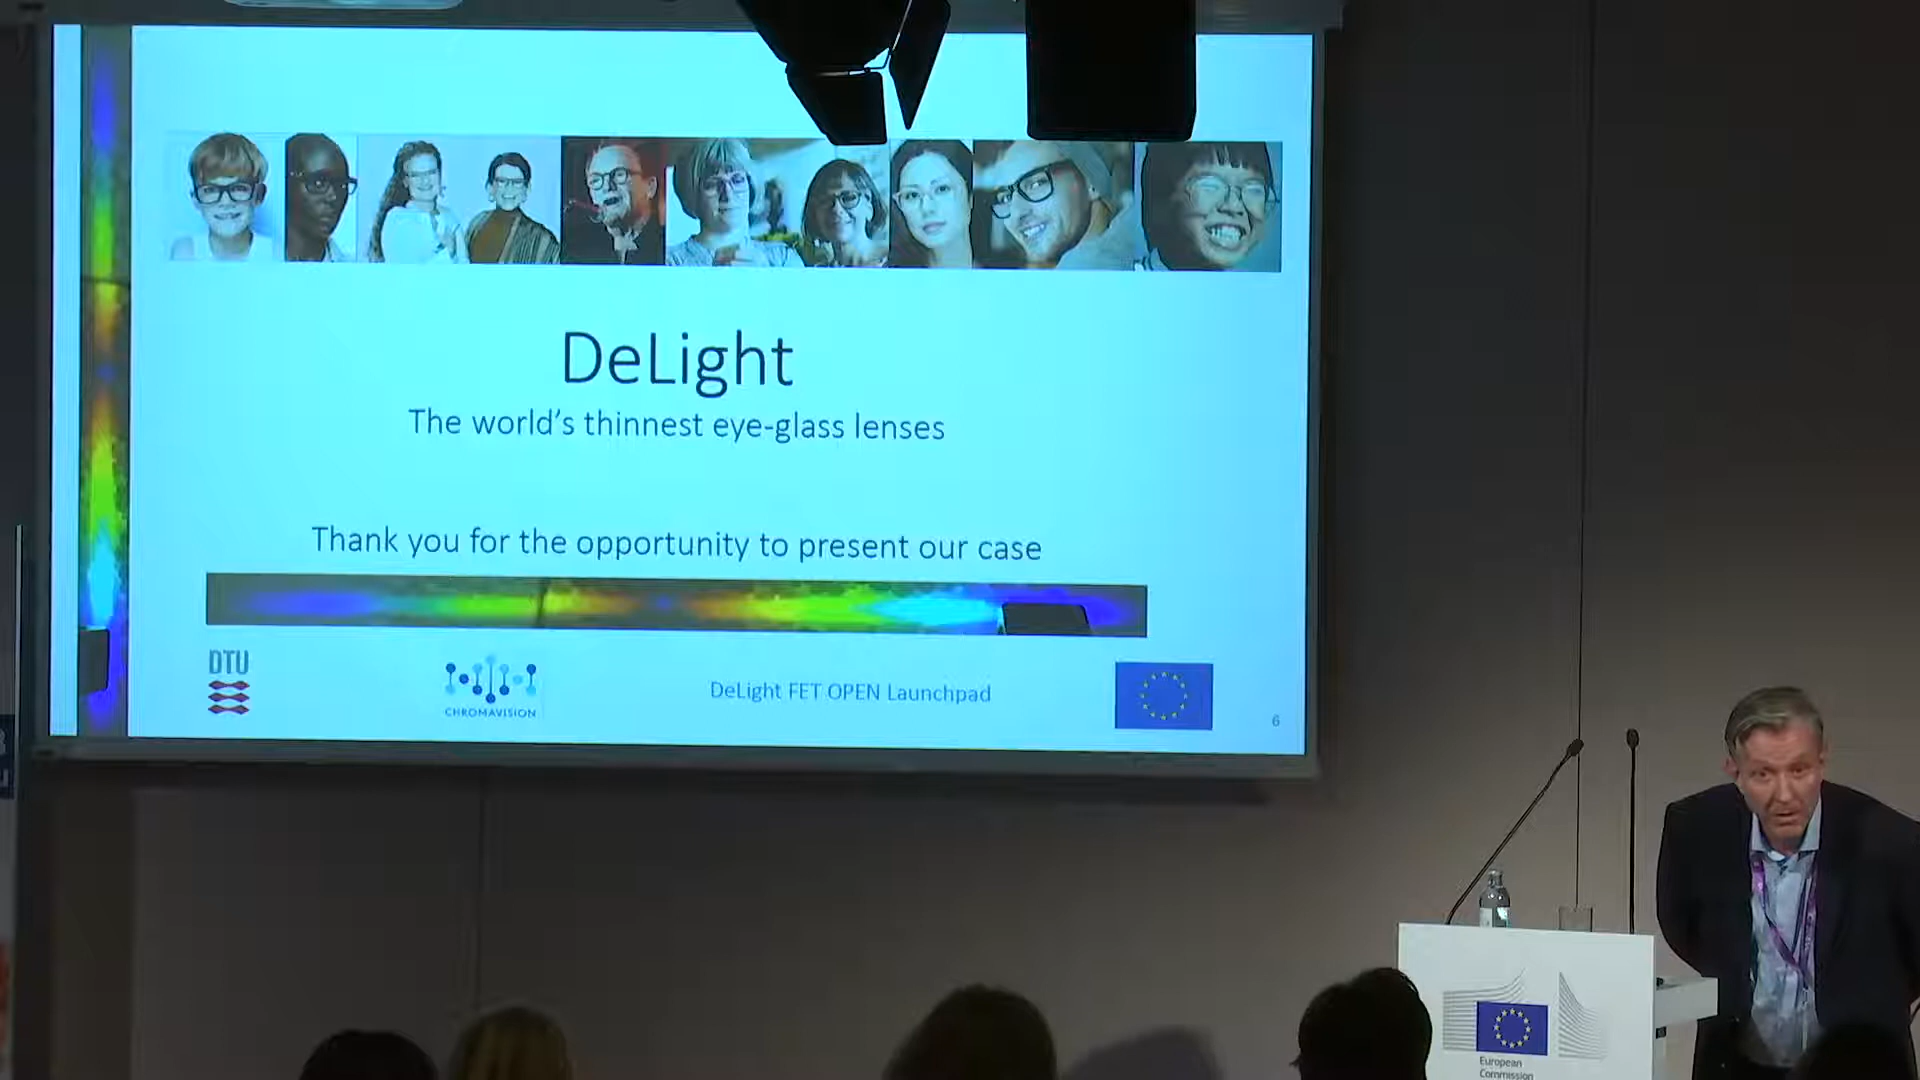 DeLight
The world's thinnest eye-glass lenses
Thank you for the opportunity to present our case
DTU
CHROMAVISION
DeLight FET OPEN Launchpad
6
European
Commission